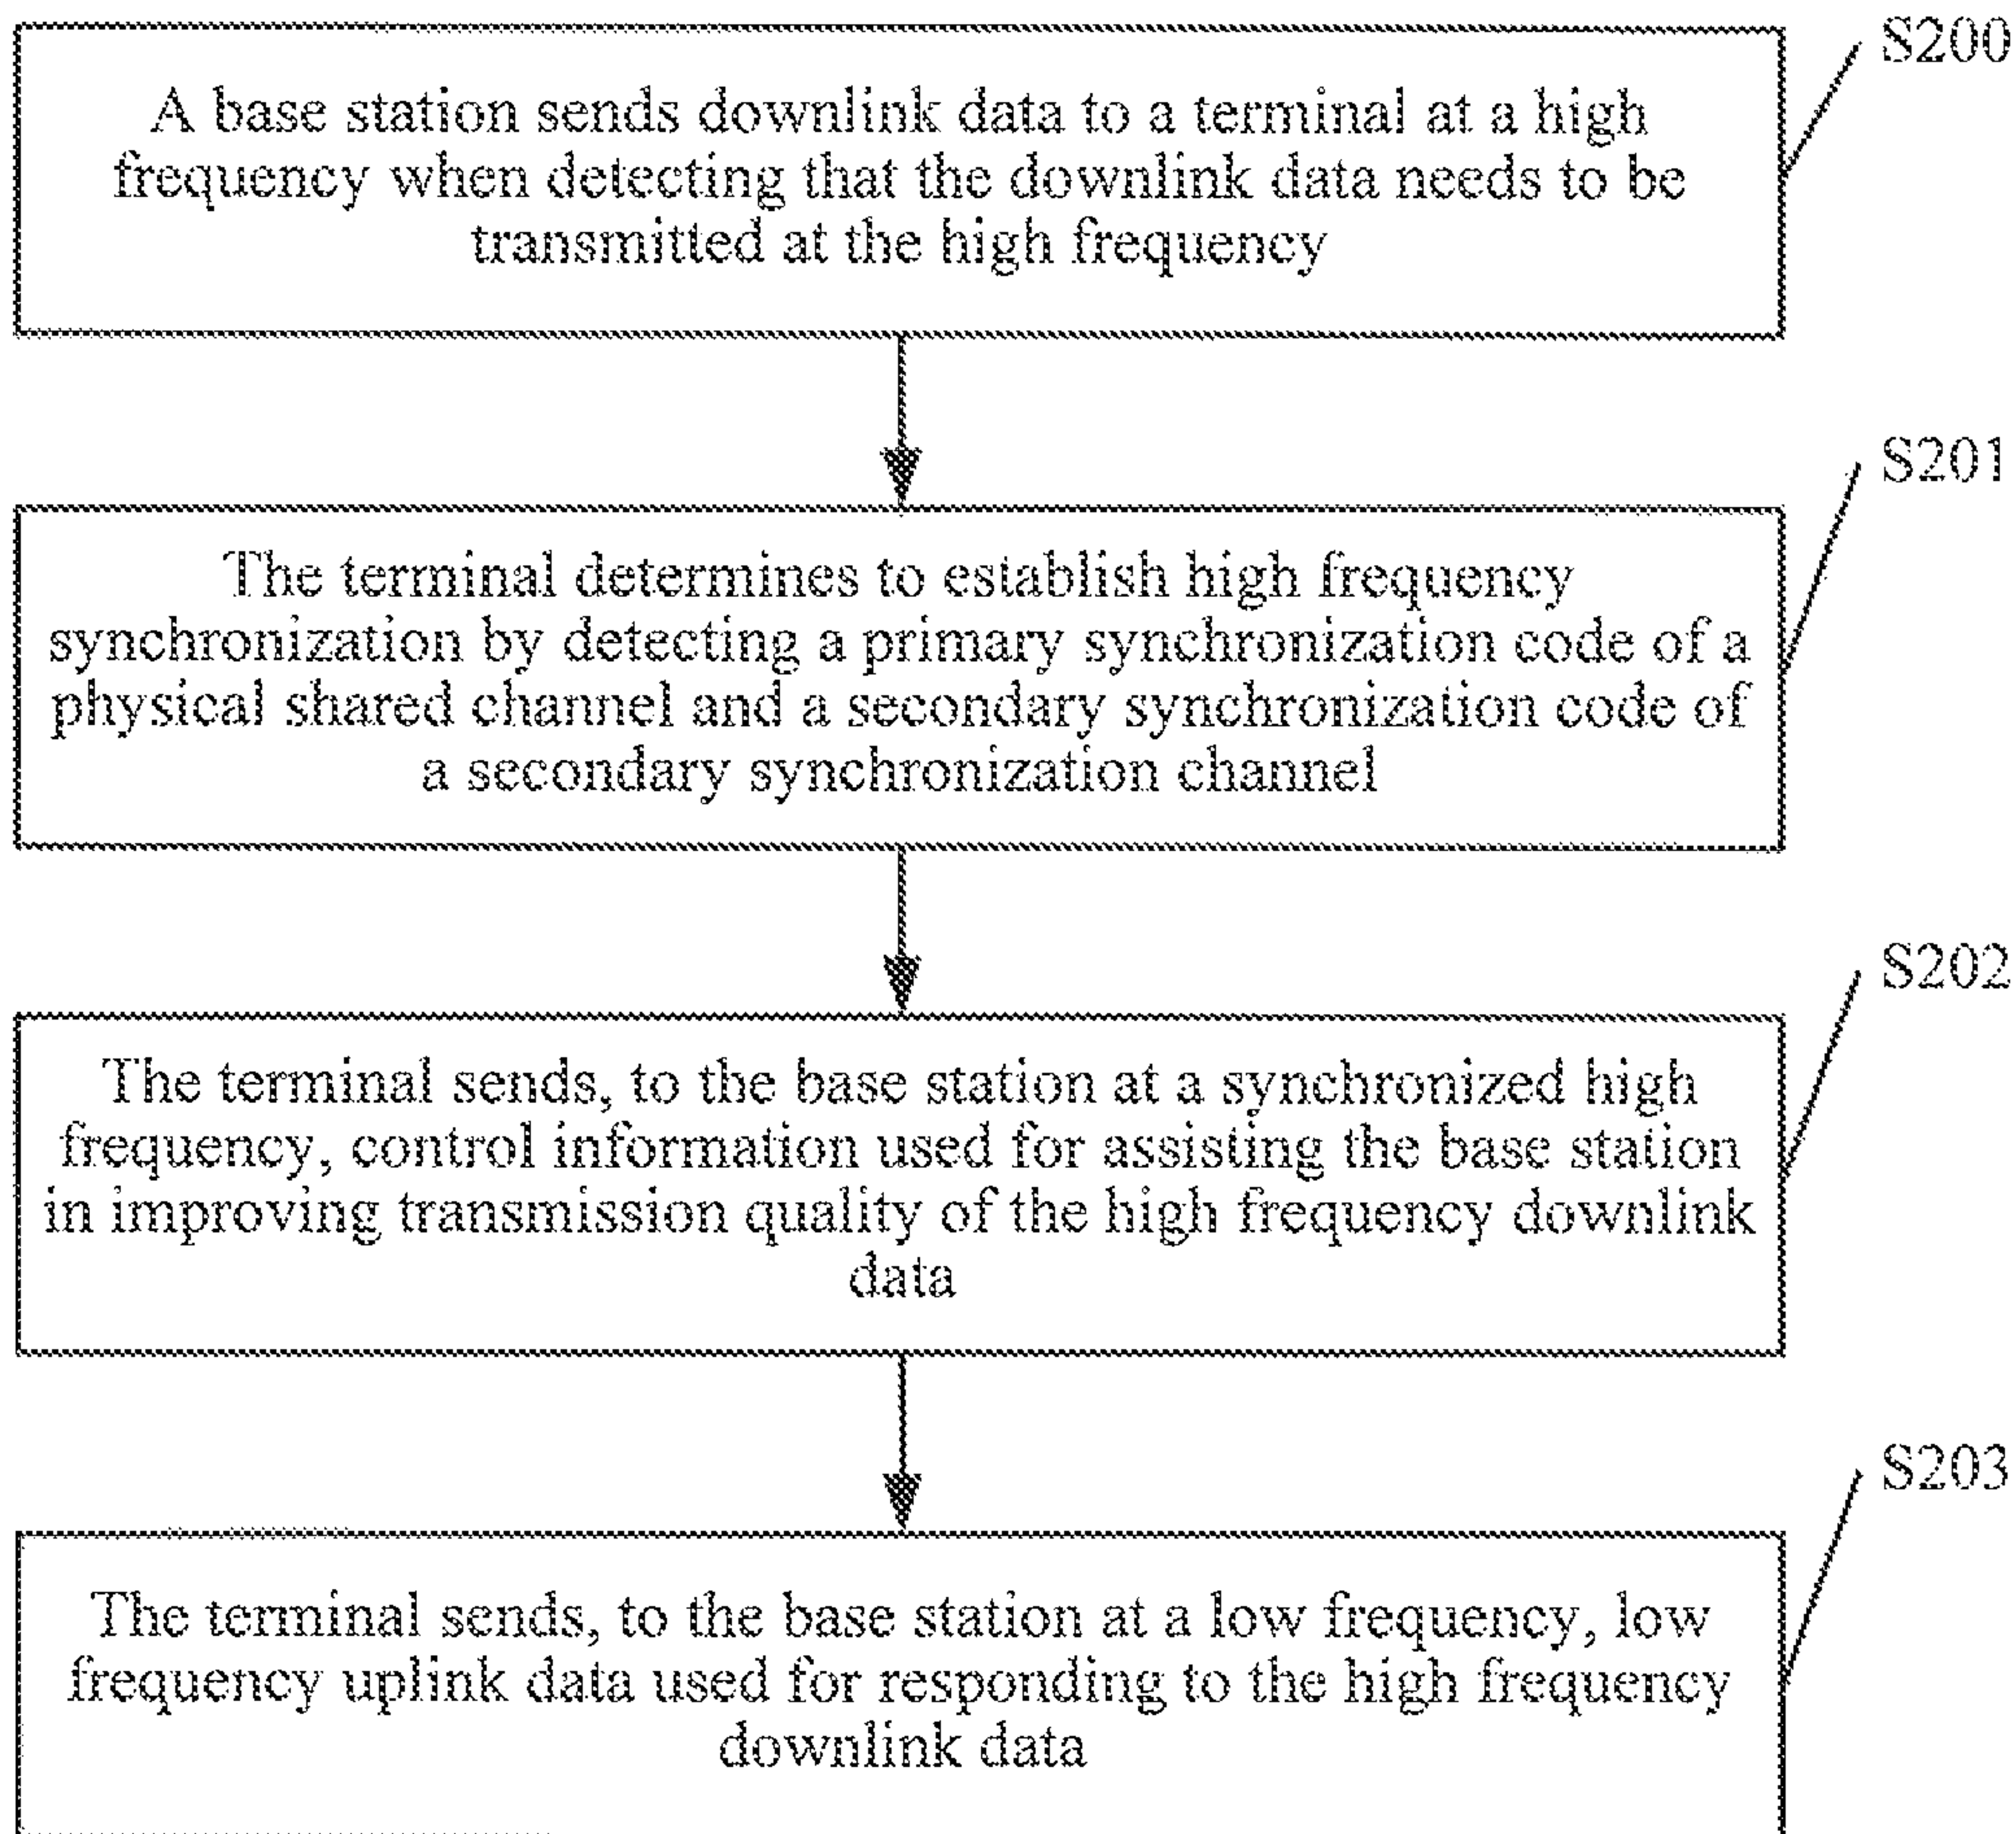 S200
A base station sends downlink data to a terminal at a high
frequency when detecting that the downlink data needs to be
transmitted at the high frequency
S201
The terminal determines to establish high frequency
synchronization by detecting a primary synchronization code of a
physical shared channel and a secondary synchronization code of
a secondary synchronization channel
S202
The terminal sends, to the base station at a synchronized high
frequency, control information used for assisting the base station
in improving transmission quality of the high frequency downlink
data
S203
The terminal sends, to the base station at a low frequency, low
frequency uplink data used for responding to the high frequency
downlink data